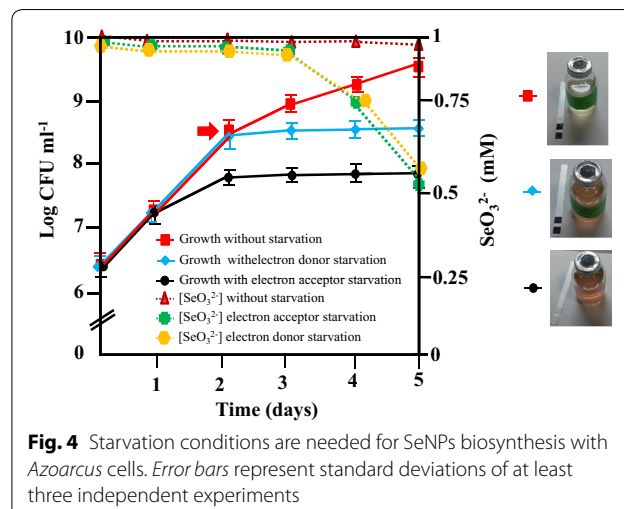 10
9
8
7
6
0
Log CFU ml-1
1
0.75
0.5
0.25
0
SeO32- (mM)
Growth without starvation
Growth withelectron donor starvation
Growth with electron acceptor starvation
[SeO32-] without starvation
[SeO32-] electron acceptor starvation
[SeO32-] electron donor starvation
1 2 3 4 5
Time (days)
Fig. 4 Starvation conditions are needed for SeNPs biosynthesis with
Azoarcus cells. Error bars represent standard deviations of at least
three independent experiments